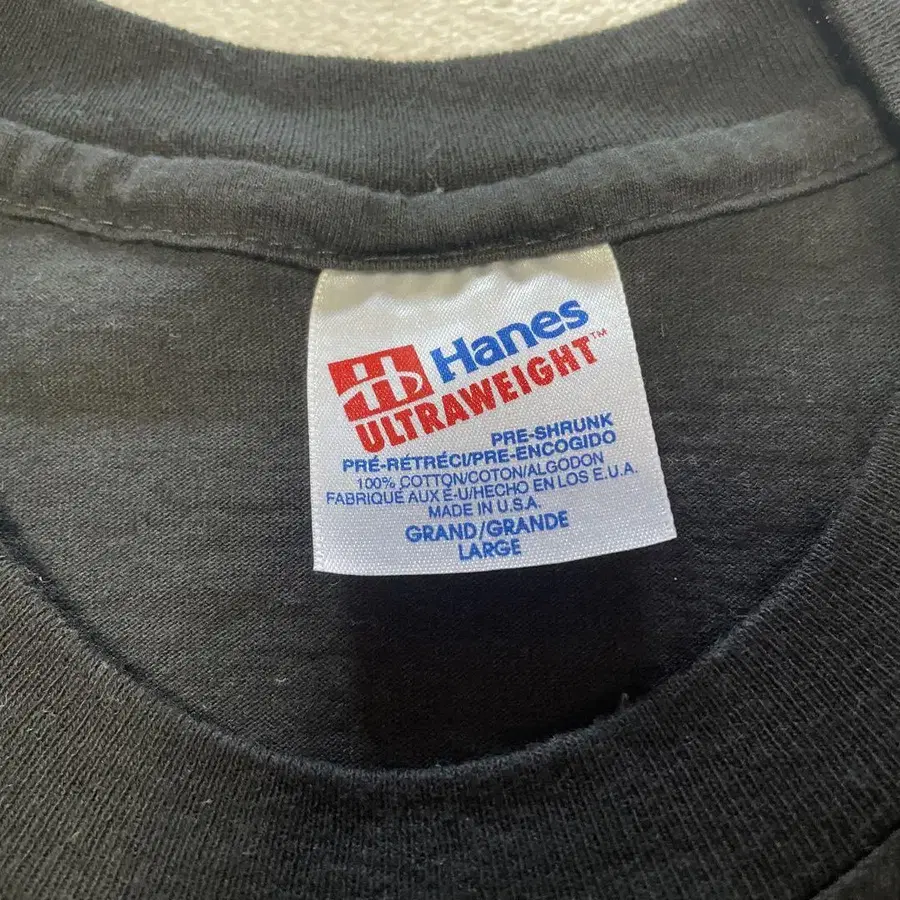 Hanes
ULTRAWEIGHT™
PRE-SHRUNK
PRÉ-RÉTRÉCI/PRE-ENCOGIDO
100% COTTON/COTON/ALGODON
FABRIQUÉ AUX É-U/HECHO EN LOS E.U.A.
MADE IN U.S.A.
GRAND/GRANDE
LARGE